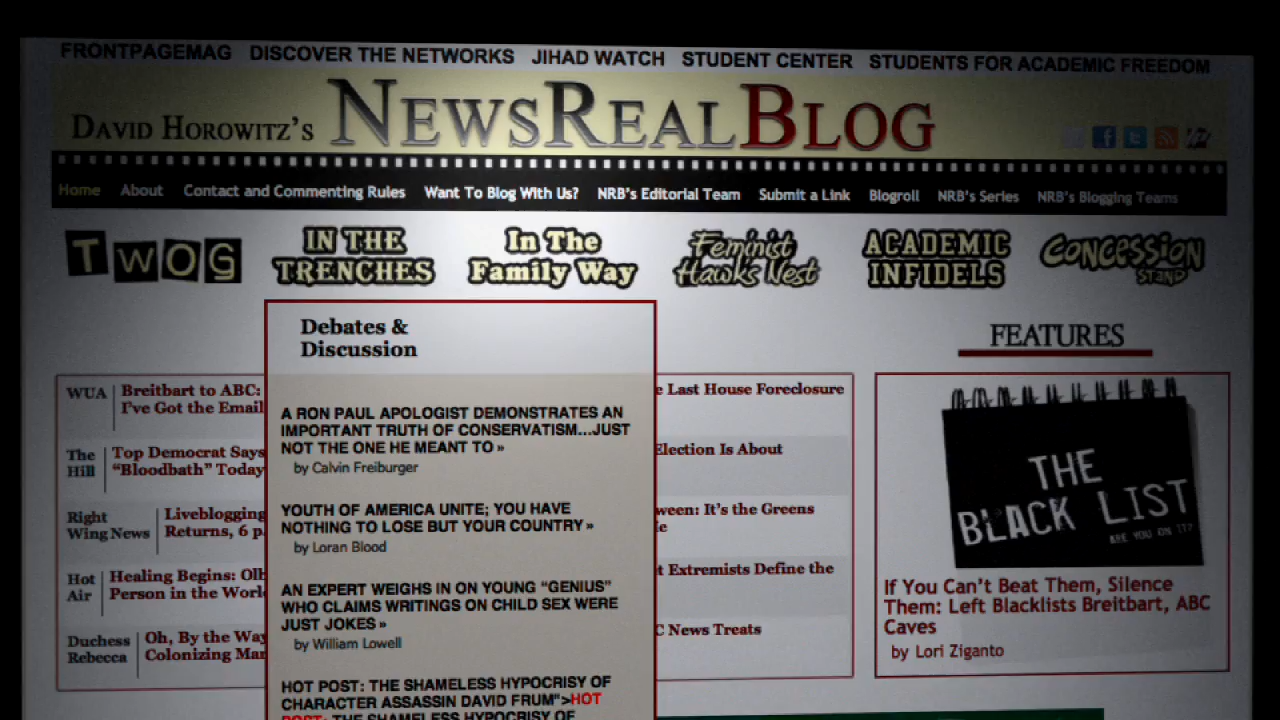 FRONTPAGEMAG DISCOVER THE NETWORKS JIHAD WATCH STUDENT CENTER STUDENTS FOR ACADEMIC FREEDOM
DAVID HOROWITZ'S NEWSREALBLOG
Home About Contact and Commenting Rules Want To Blog With Us? NRB's Editorial Team Submit a Link Blogroll NRB's Series NRB's Blogging Teams
TWOG
IN THE
TRENCHES
In The
Family Way
Feminist
Hawks Nest
ACADEMIC
INFIDELS
CONCESSION
STAND
WUA
Breitbart to ABC:
I've Got the Email
The
Hill
Top Democrat Says
"Bloodbath" Today
Right
Wing News
Liveblogging
Returns, 6 p.
Hot
Air
Healing Begins: Olb
Person in the World
Duchess
Rebecca
Oh, By the Way
Colonizing Mar
Debates &
Discussion
A RON PAUL APOLOGIST DEMONSTRATES AN
IMPORTANT TRUTH OF CONSERVATISM...JUST
NOT THE ONE HE MEANT TO »
by Calvin Freiburger
YOUTH OF AMERICA UNITE; YOU HAVE
NOTHING TO LOSE BUT YOUR COUNTRY »
by Loran Blood
AN EXPERT WEIGHS IN ON YOUNG "GENIUS"
WHO CLAIMS WRITINGS ON CHILD SEX WERE
JUST JOKES »
by William Lowell
HOT POST: THE SHAMELESS HYPOCRISY OF
CHARACTER ASSASSIN DAVID FRUM">HOT
POST: THE SHAMELESS HYPOCRISY OF
e Last House Foreclosure
Election Is About
ween: It's the Greens
e
t Extremists Define the
C News Treats
FEATURES
THE
BLACK LIST
ARE YOU ON IT?
If You Can't Beat Them, Silence
Them: Left Blacklists Breitbart, ABC
Caves
by Lori Ziganto